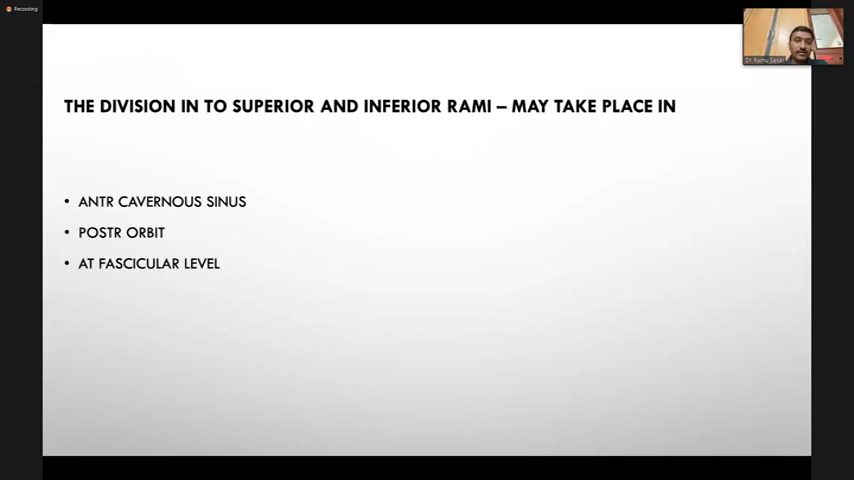 Recording
Dr Ramu Sekar
THE DIVISION IN TO SUPERIOR AND INFERIOR RAMI – MAY TAKE PLACE IN
• ANTR CAVERNOUS SINUS
• POSTR ORBIT
• AT FASCICULAR LEVEL